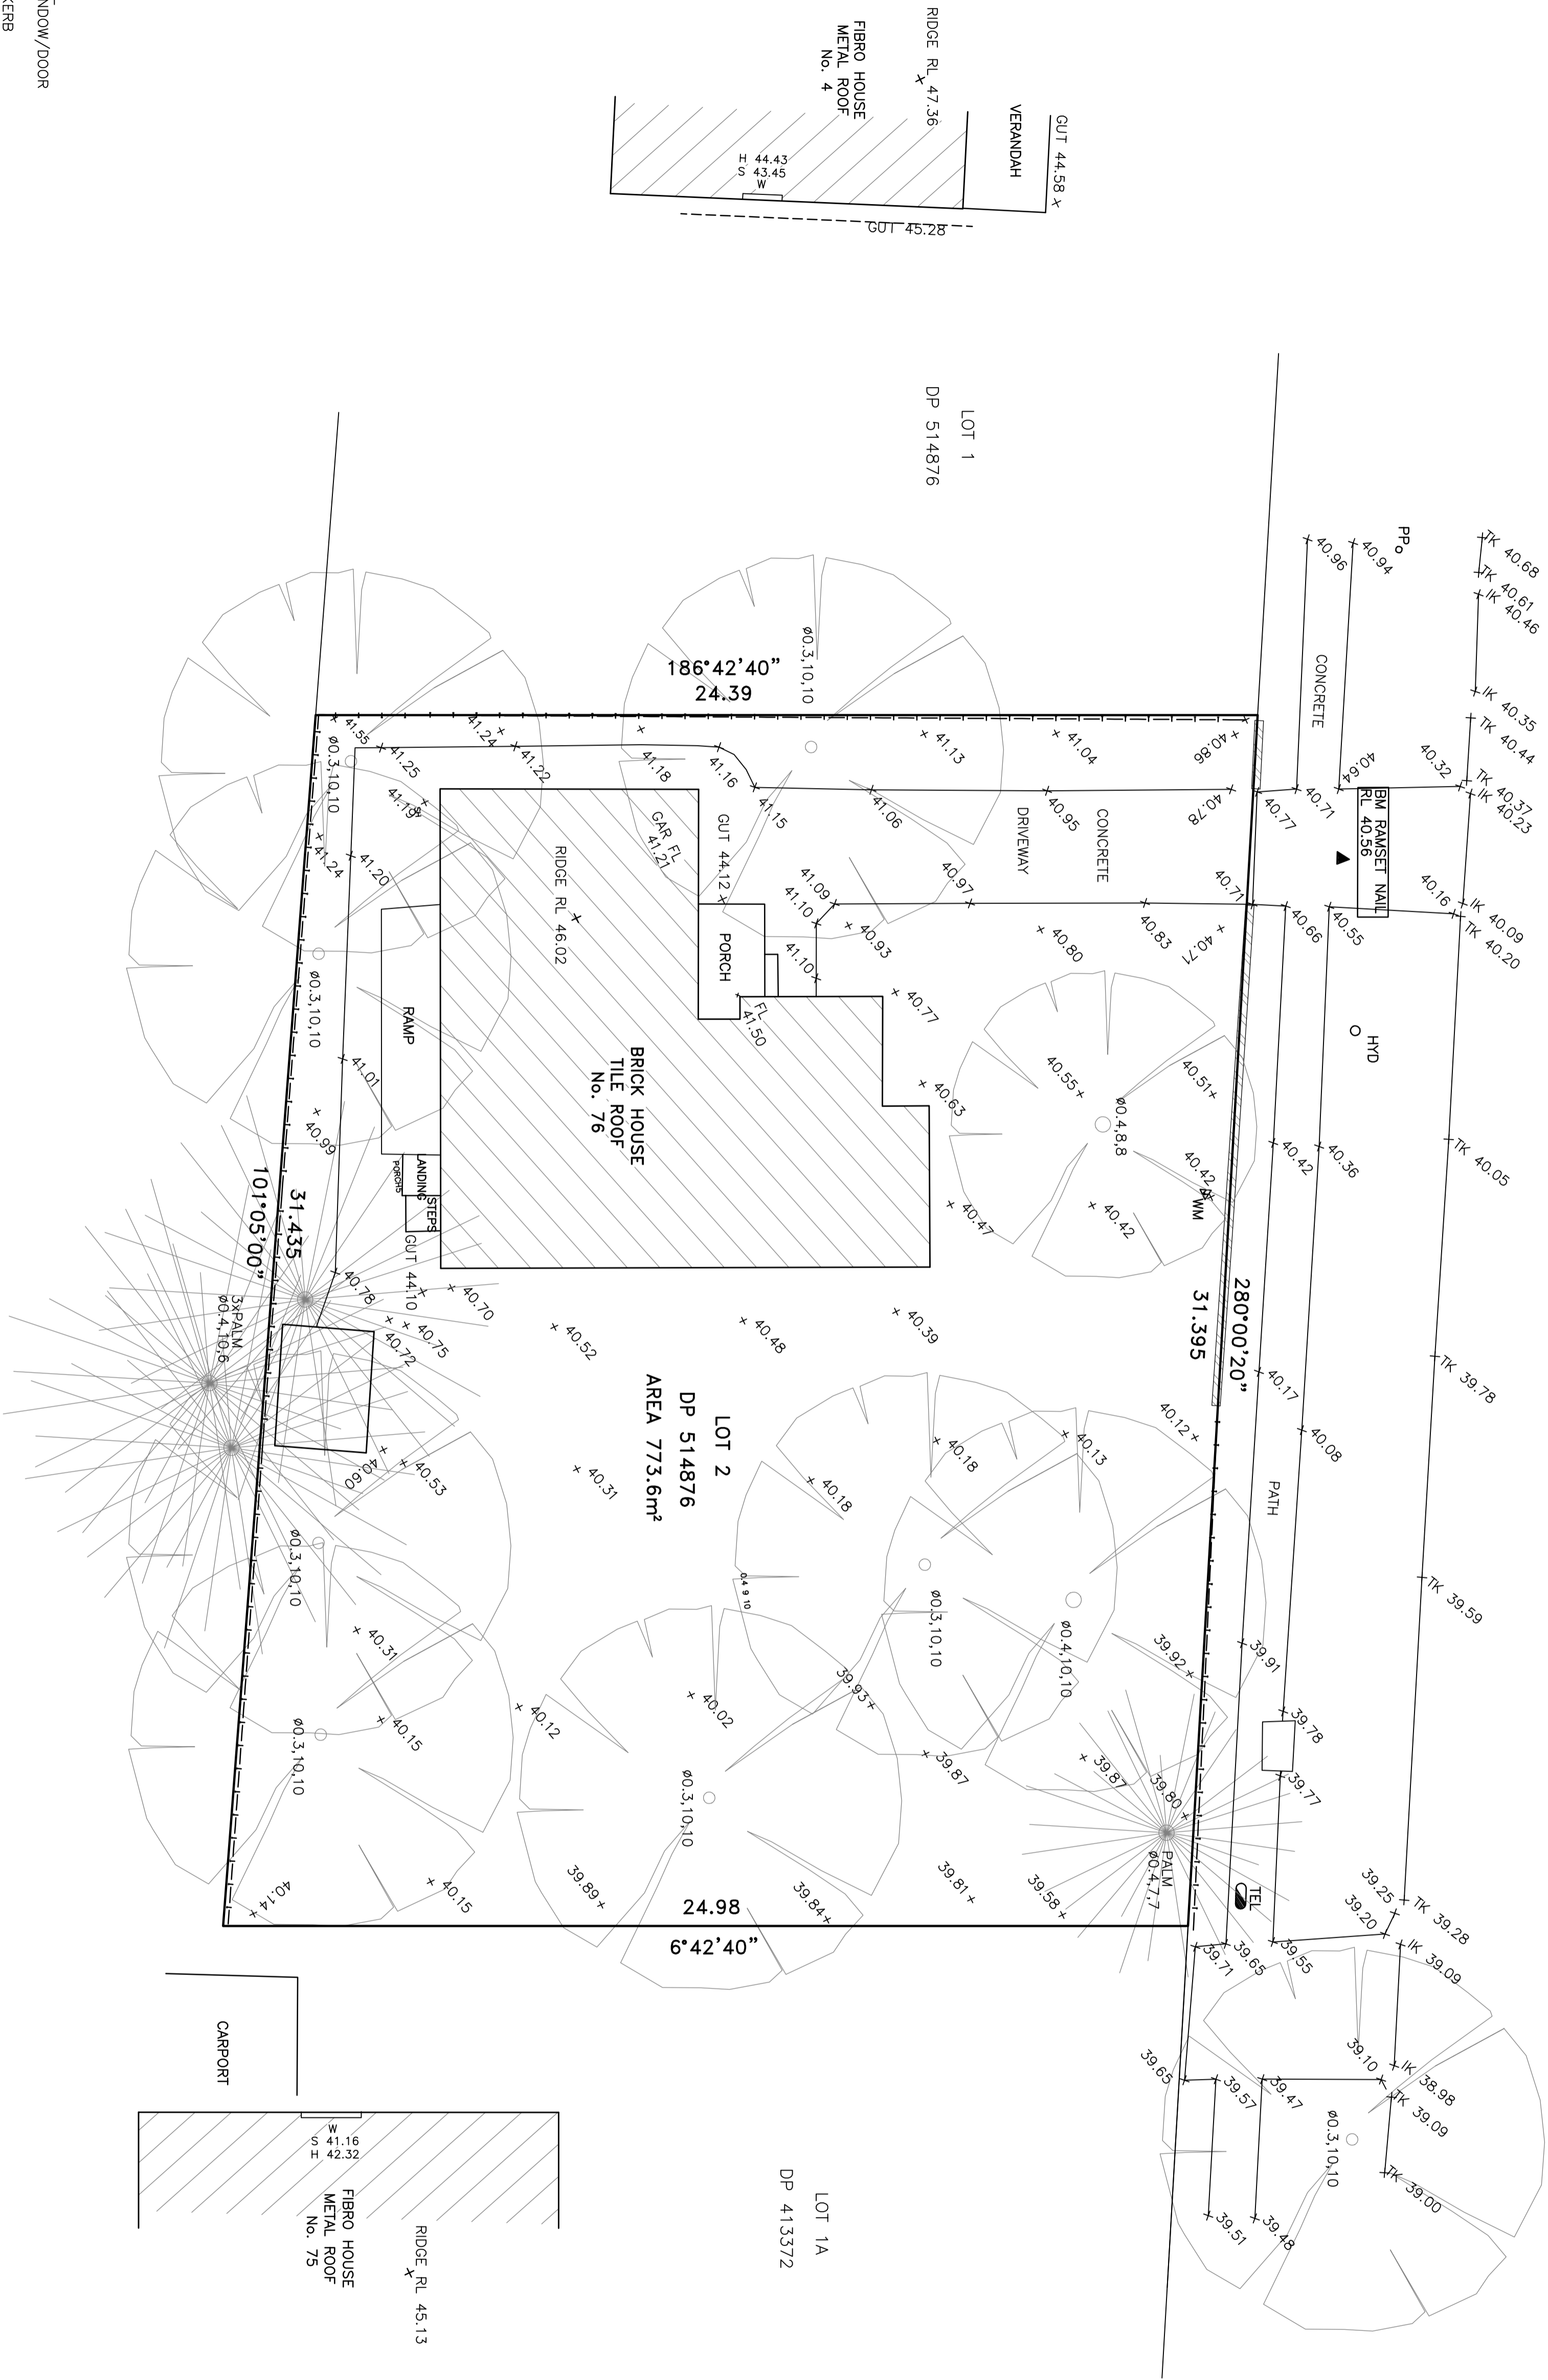 NDOW/DOOR
KERB
RIDGE RL 47.36
FIBRO HOUSE
METAL ROOF
No. 4
VERANDAH
GUT 44.58
H 44.43
S 43.45
W
GUT 45.28
LOT 1
DP 514876
PP
40.96
40.94
TK 40.68
TK 40.61
IK 40.46
CONCRETE
IK 40.35
TK 40.44
40.32
TK 40.37
IK 40.23
40.64
40.71
40.77
BM RAMSET NAIL
RL 40.56
40.16
IK 40.09
TK 40.20
40.55
40.66
40.71
HYD
186°42'40"
24.39
ø0.3,10,10
41.55
41.25
41.24
41.22
41.18
41.16
41.13
41.04
40.86
ø0.3,10,10
41.19
41.15
41.06
40.95
40.78
GAR FL
41.21
GUT 44.12
DRIVEWAY
CONCRETE
41.24
41.20
RIDGE RL 46.02
41.09
41.10
40.97
40.93
40.80
40.83
40.71
PORCH
41.10
FL
41.50
40.77
ø0.3,10,10
RAMP
41.01
40.99
BRICK HOUSE
TILE ROOF
No. 76
40.63
40.55
40.51
ø0.4,8,8
40.42
WM
40.42
40.47
40.42
40.36
TK 40.05
LANDING
PORCHS
STEPS
GUT 44.10
31.435
101°05'00"
40.78
40.70
40.75
40.72
3xPALM
ø0.4,10,6
40.52
40.48
40.39
280°00'20"
31.395
40.17
40.08
TK 39.78
PATH
40.12
LOT 2
DP 514876
AREA 773.6m²
40.31
40.18
40.18
40.13
40.60
40.53
ø0.3,10,10
0.4 9 10
ø0.3,10,10
ø0.4,10,10
TK 39.59
39.91
39.92
39.78
39.77
40.31
40.15
40.12
40.02
39.93
39.87
39.87
39.80
ø0.3,10,10
ø0.3,10,10
PALM
ø0.4,7,7
TEL
40.14
40.15
39.89
39.84
39.81
39.58
24.98
6°42'40"
39.71
39.65
39.55
39.25
39.20
TK 39.28
IK 39.09
39.10
IK 38.98
TK 39.09
TK 39.00
39.65
39.57
39.47
ø0.3,10,10
39.51
39.48
CARPORT
W
S 41.16
H 42.32
FIBRO HOUSE
METAL ROOF
No. 75
RIDGE RL 45.13
LOT 1A
DP 413372